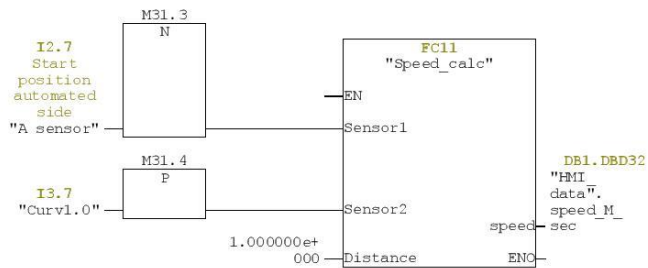 M31.3
N
I2.7
Start
position
automated
side
"A sensor"
M31.4
P
I3.7
"Curv1.0"
FC11
"Speed_calc"
EN
Sensor1
Sensor2
1.000000e+
000
Distance
speed
ENO
DB1.DBD32
"HMI_
data".
speed_M_
sec